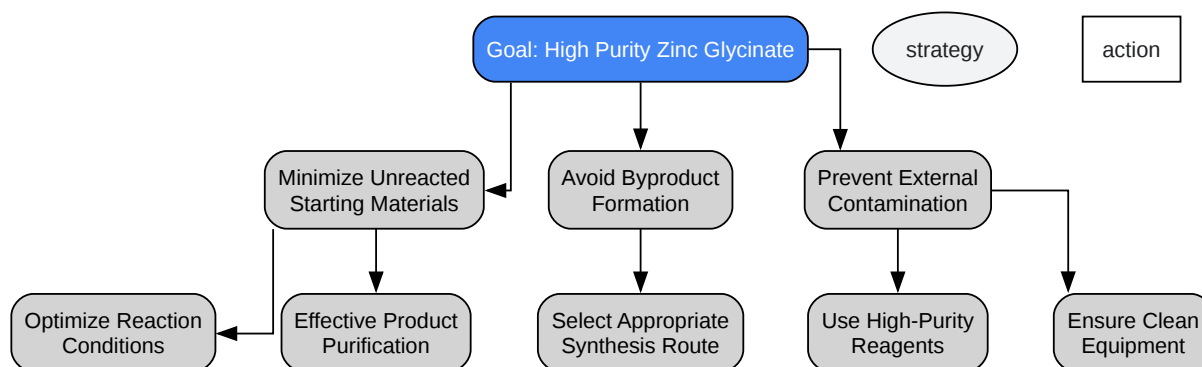 Goal: High Purity Zinc Glycinate
strategy
action
Minimize Unreacted
Starting Materials
Avoid Byproduct
Formation
Prevent External
Contamination
Optimize Reaction
Conditions
Effective Product
Purification
Select Appropriate
Synthesis Route
Use High-Purity
Reagents
Ensure Clean
Equipment